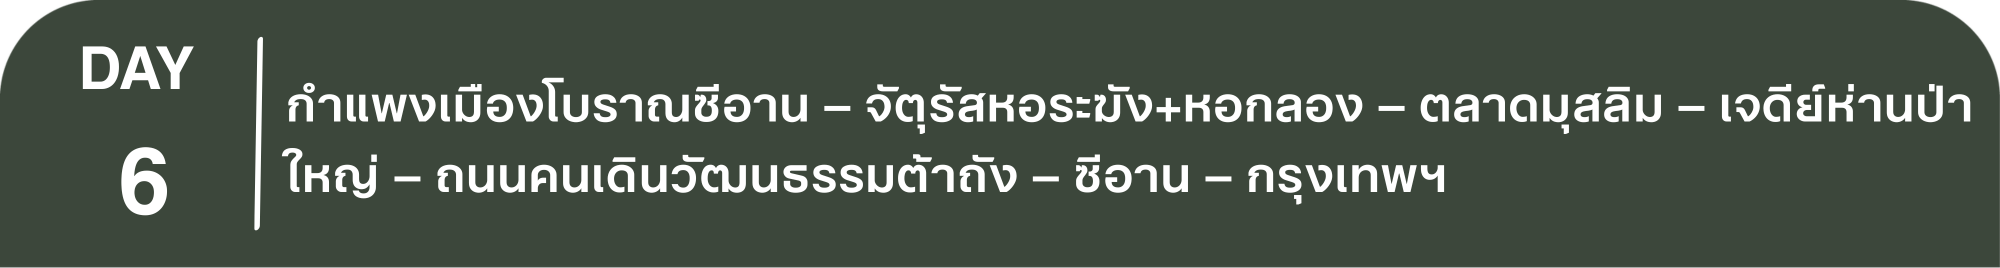 DAY
6
กำแพงเมืองโบราณซีอาน – จัตุรัสหอระฆัง+หอกลอง – ตลาดมุสลิม – เจดีย์ห่านป่า
ใหญ่ – ถนนคนเดินวัฒนธรรมต้าถัง – ซีอาน – กรุงเทพฯ